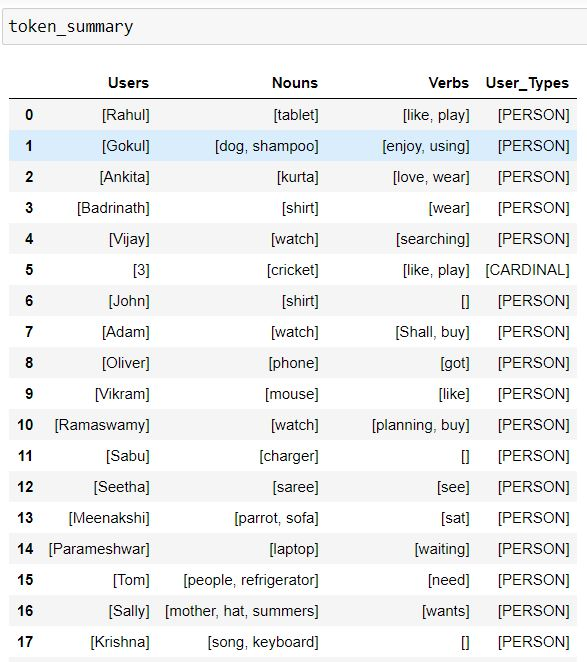 token_summary
Users Nouns Verbs User_Types
0 [Rahul] [tablet] [like, play] [PERSON]
1 [Gokul] [dog, shampoo] [enjoy, using] [PERSON]
2 [Ankita] [kurta] [love, wear] [PERSON]
3 [Badrinath] [shirt] [wear] [PERSON]
4 [Vijay] [watch] [searching] [PERSON]
5 [3] [cricket] [like, play] [CARDINAL]
6 [John] [shirt] [] [PERSON]
7 [Adam] [watch] [Shall, buy] [PERSON]
8 [Oliver] [phone] [got] [PERSON]
9 [Vikram] [mouse] [like] [PERSON]
10 [Ramaswamy] [watch] [planning, buy] [PERSON]
11 [Sabu] [charger] [] [PERSON]
12 [Seetha] [saree] [see] [PERSON]
13 [Meenakshi] [parrot, sofa] [sat] [PERSON]
14 [Parameshwar] [laptop] [waiting] [PERSON]
15 [Tom] [people, refrigerator] [need] [PERSON]
16 [Sally] [mother, hat, summers] [wants] [PERSON]
17 [Krishna] [song, keyboard] [] [PERSON]